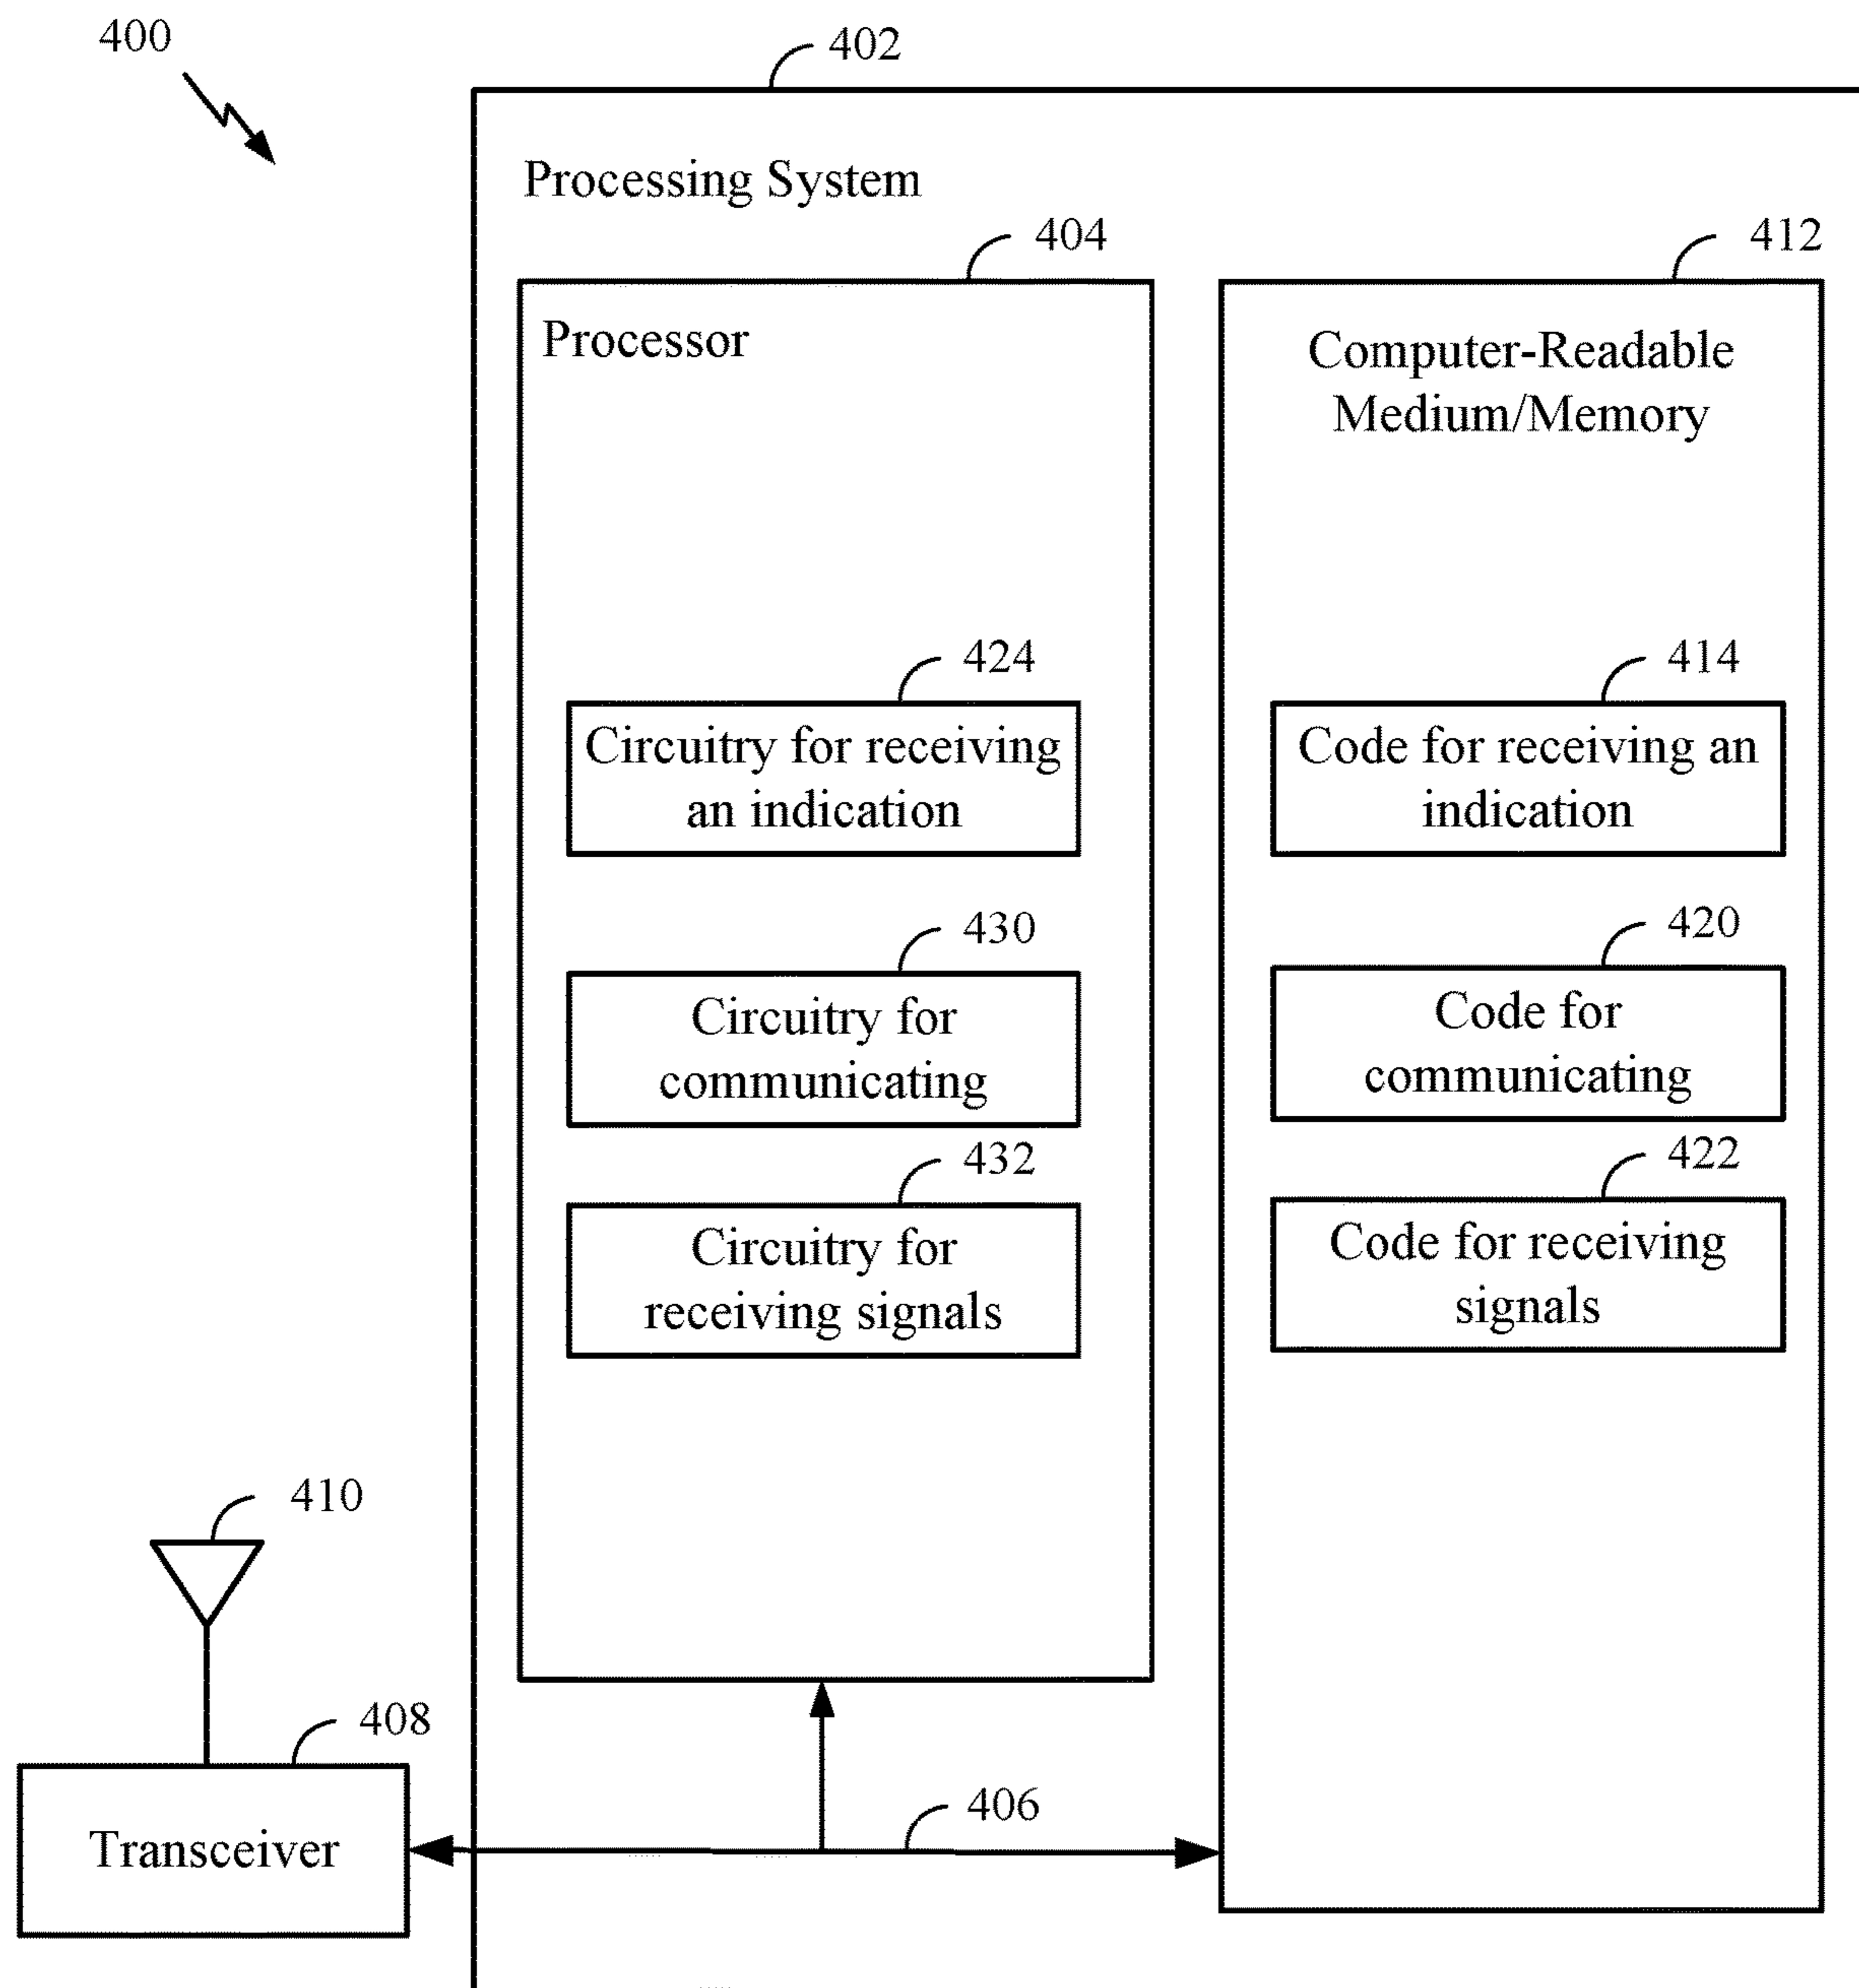 400
402
Processing System
404
412
Processor
Computer-Readable
Medium/Memory
424
Circuitry for receiving
an indication
414
Code for receiving an
indication
430
Circuitry for
communicating
420
Code for
communicating
432
Circuitry for
receiving signals
422
Code for receiving
signals
410
408
Transceiver
406